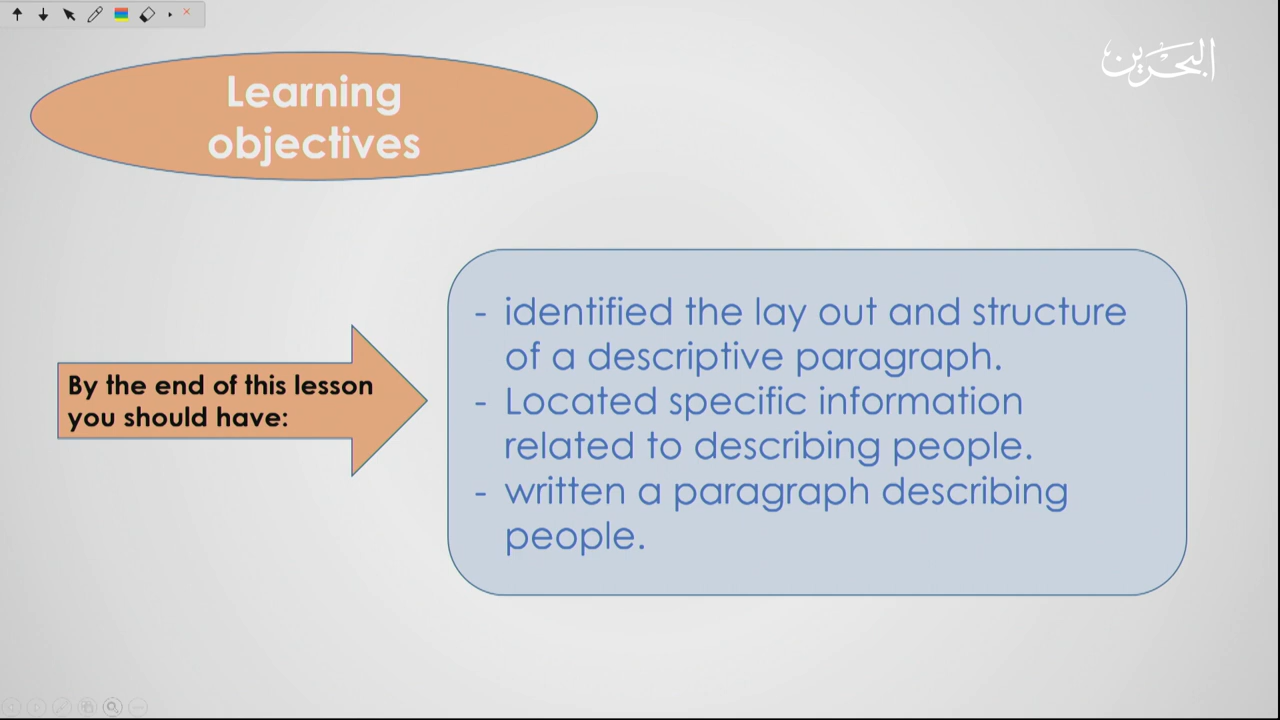 البحرين
Learning
objectives
By the end of this lesson
you should have:
- identified the lay out and structure
of a descriptive paragraph.
- Located specific information
related to describing people.
- written a paragraph describing
people.